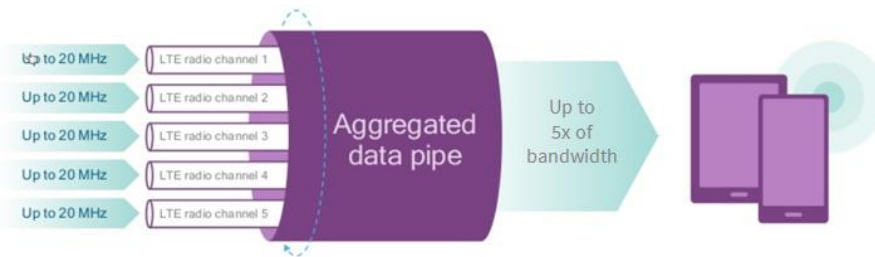 Up to 20 MHz
LTE radio channel 1
Up to 20 MHz
LTE radio channel 2
Up to 20 MHz
LTE radio channel 3
Up to 20 MHz
LTE radio channel 4
Up to 20 MHz
LTE radio channel 5
Aggregated
data pipe
Up to
5x of
bandwidth